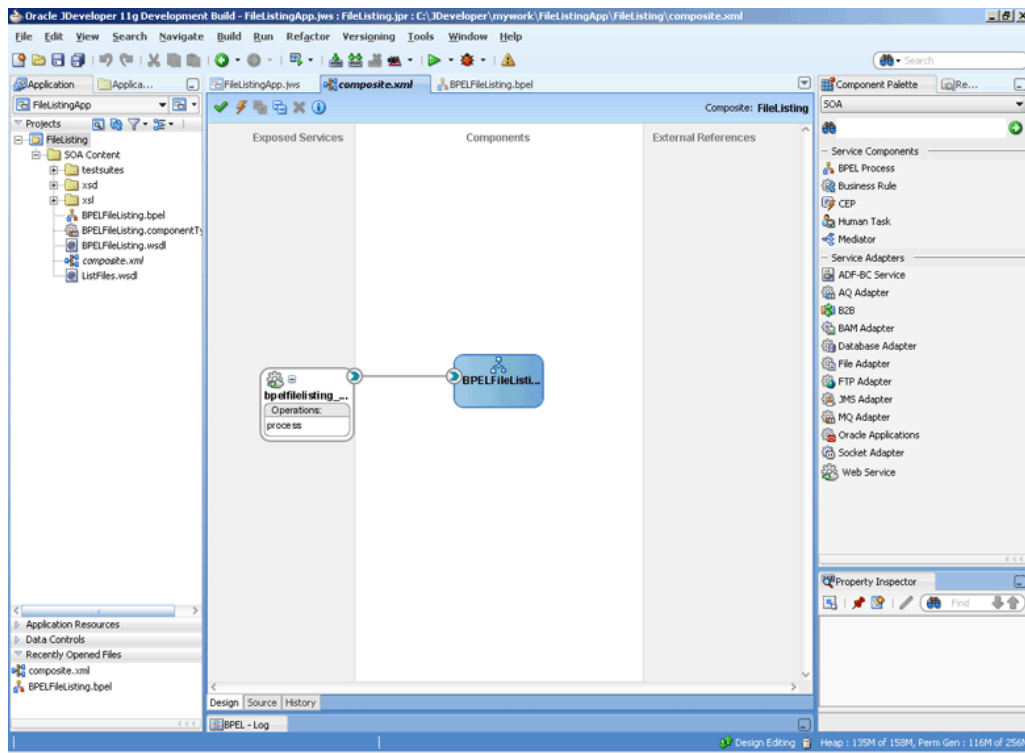 Oracle JDeveloper 11g Development Build - FileListingApp.jws : FileListing.jpr : C:\JDeveloper\mywork\FileListingApp\FileListing\composite.xml
File Edit View Search Navigate Build Run Refactor Versioning Tools Window Help
Search
Application
Applica...
FileListingApp
Projects
FileListing
SOA Content
testsuites
xsd
xsl
BPELFileListing.bpel
BPELFileListing.componentTy
BPELFileListing.wsdl
composite.xml
ListFiles.wsdl
Application Resources
Data Controls
Recently Opened Files
composite.xml
BPELFileListing.bpel
FileListingApp.jws
composite.xml
BPELFileListing.bpel
Composite: FileListing
Exposed Services
Components
External References
bpelfilelisting_...
Operations:
process
BPELFileListi...
Design Source History
BPEL - Log
Component Palette
Re...
SOA
Service Components
BPEL Process
Business Rule
CEP
Human Task
Mediator
Service Adapters
ADF-BC Service
AQ Adapter
B2B
BAM Adapter
Database Adapter
File Adapter
FTP Adapter
JMS Adapter
MQ Adapter
Oracle Applications
Socket Adapter
Web Service
Property Inspector
Find
Design Editing
Heap : 135M of 158M, Perm Gen : 116M of 256M